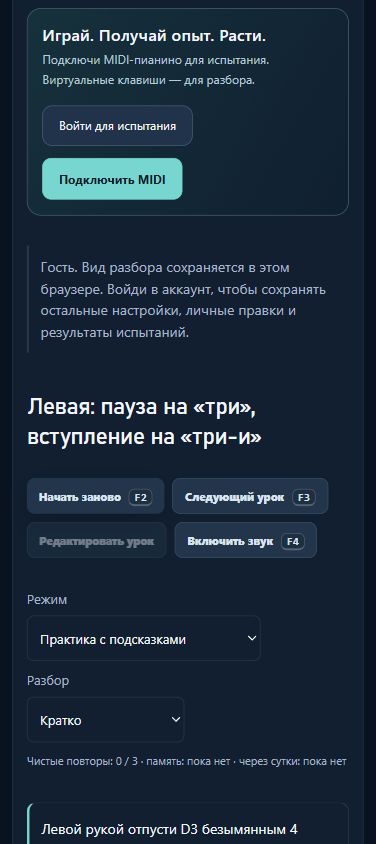 Играй. Получай опыт. Расти.
Подключи MIDI-пианино для испытания.
Виртуальные клавиши — для разбора.
Войти для испытания
Подключить MIDI
Гость. Вид разбора сохраняется в этом
браузере. Войди в аккаунт, чтобы сохранять
остальные настройки, личные правки и
результаты испытаний.
Левая: пауза на «три»,
вступление на «три-и»
Начать заново F2 Следующий урок F3
Редактировать урок Включить звук F4
Режим
Практика с подсказками
Разбор
Кратко
Чистые повторы: 0 / 3 · память: пока нет · через сутки: пока нет
Левой рукой отпусти D3 безымянным 4